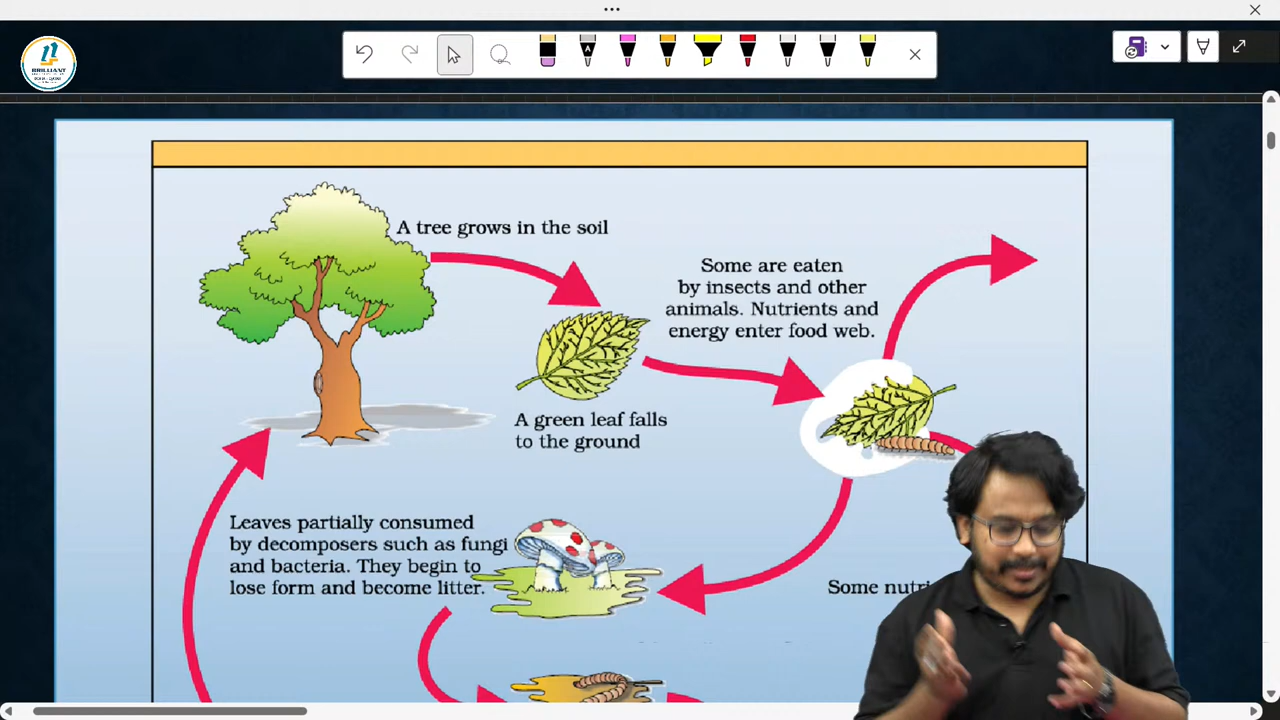 BRILLIANT
A tree grows in the soil
Some are eaten
by insects and other
animals. Nutrients and
energy enter food web.
A green leaf falls
to the ground
Leaves partially consumed
by decomposers such as fungi
and bacteria. They begin to
lose form and become litter.
Some nutri